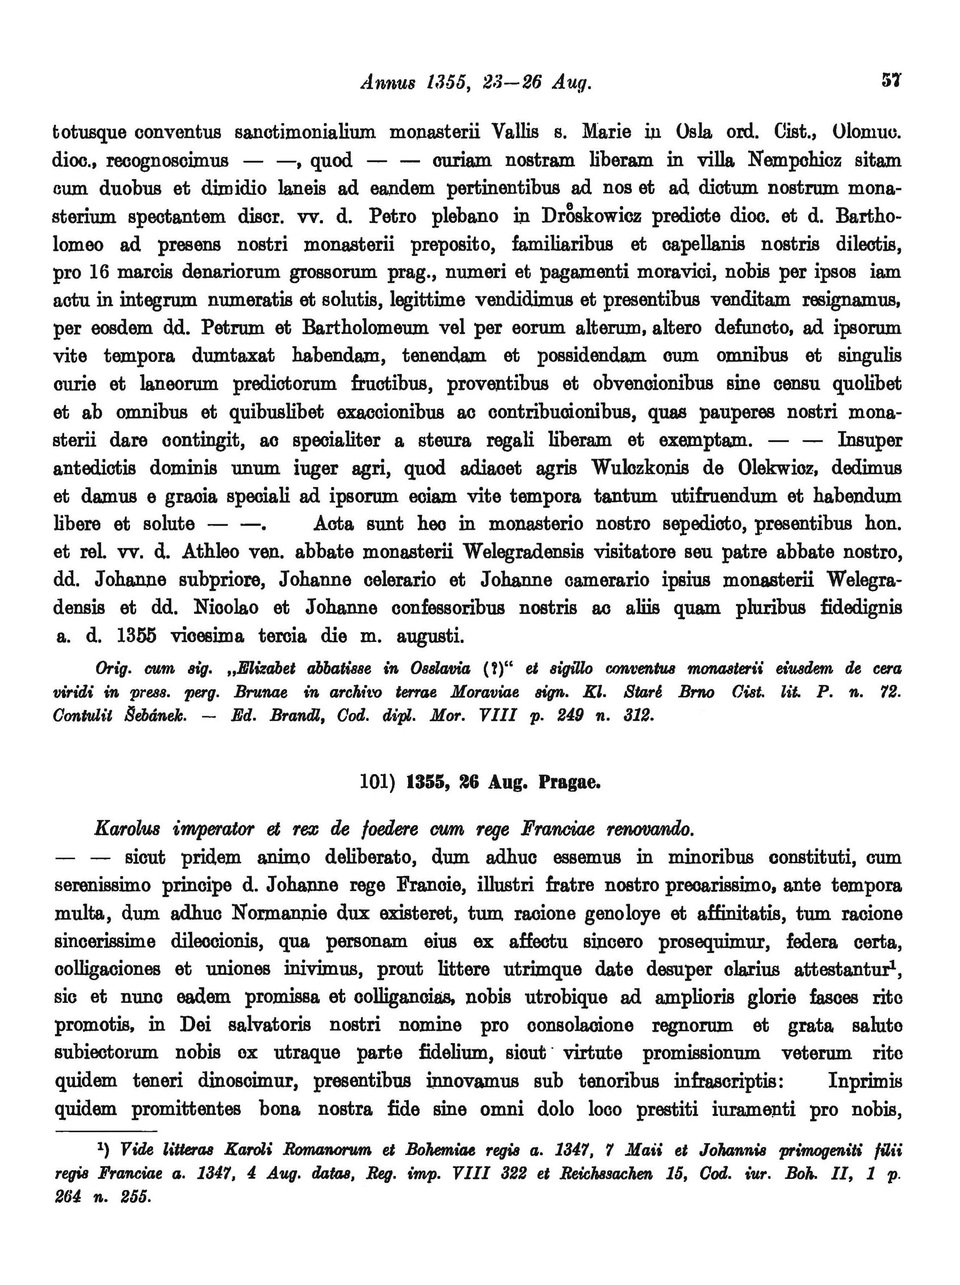 Annus 1355, 23—26 Aug. 57
totusque conventus sanctimonialium monasterii Vallis s. Marie in Osla ord. Cist., Olomuc.
dioc., recognoscimus — —, quod — — curiam nostram liberam in villa Nempchicz sitam
cum duobus et dimidio laneis ad eandem pertinentibus ad nos et ad dictum nostrum mona-
sterium spectantem discr. vv. d. Petro plebano in Drůskowicz predicte dioc. et d. Bartho-
lomeo ad presens nostri monasterii preposito, familiaribus et capellanis nostris dilectis,
pro 16 marcis denariorum grossorum prag., numeri et pagamenti moravici, nobis per ipsos iam
actu in integrum numeratis et solutis, legittime vendidimus et presentibus venditam resignamus,
per eosdem dd. Petrum et Bartholomeum vel per eorum alterum, altero defuncto, ad ipsorum
vite tempora dumtaxat habendam, tenendam et possidendam cum omnibus et singulis
curie et laneorum predictorum fructibus, proventibus et obvencionibus sine censu quolibet
et ab omnibus et quibuslibet exaccionibus ac contribucionibus, quas pauperes nostri mona-
sterii dare contingit, ac specialiter a steura regali liberam et exemptam. — — Insuper
antedictis dominis unum iuger agri, quod adiacet agris Wulczkonis de Olekwicz, dedimus
et damus e gracia speciali ad ipsorum eciam vite tempora tantum utifruendum et habendum
libere et solute — —. Acta sunt hec in monasterio nostro sepedicto, presentibus hon.
et rel. vv. d. Athleo ven. abbate monasterii Welegradensis visitatore seu patre abbate nostro,
dd. Johanne subpriore, Johanne celerario et Johanne camerario ipsius monasterii Welegra-
densis et dd. Nicolao et Johanne confessoribus nostris ac aliis quam pluribus fidedignis
a. d. 1355 vicesima tercia die m. augusti.
Orig. cum sig. „Elizabet abbatisse in Osslavia (?)“ et sigillo conventus monasterii eiusdem de cera
viridi in press. perg. Brunae in archivo terrae Moraviae sign. Kl. Staré Brno Cist. lit. P. n. 72.
Contulit Šebánek. — Ed. Brandl, Cod. dipl. Mor. VIII p. 249 n. 312.
101) 1355, 26 Aug. Pragae.
Karolus imperator et rex de foedere cum rege Franciae renovando.
— — sicut pridem animo deliberato, dum adhuc essemus in minoribus constituti, cum
serenissimo principe d. Johanne rege Francie, illustri fratre nostro precarissimo, ante tempora
multa, dum adhuc Normannie dux existeret, tum racione genoloye et affinitatis, tum racione
sincerissime dileccionis, qua personam eius ex affectu sincero prosequimur, federa certa,
colligaciones et uniones inivimus, prout littere utrimque date desuper clarius attestantur¹,
sic et nunc eadem promissa et colligancias, nobis utrobique ad amplioris glorie fasces rite
promotis, in Dei salvatoris nostri nomine pro consolacione regnorum et grata salute
subiectorum nobis ex utraque parte fidelium, sicut virtute promissionum veterum rite
quidem teneri dinoscimur, presentibus innovamus sub tenoribus infrascriptis: Inprimis
quidem promittentes bona nostra fide sine omni dolo loco prestiti iuramenti pro nobis,
¹) Vide litteras Karoli Romanorum et Bohemiae regis a. 1347, 7 Maii et Johannis primogeniti filii
regis Franciae a. 1347, 4 Aug. datas, Reg. imp. VIII 322 et Reichssachen 15, Cod. iur. Boh. II, 1 p.
264 n. 255.